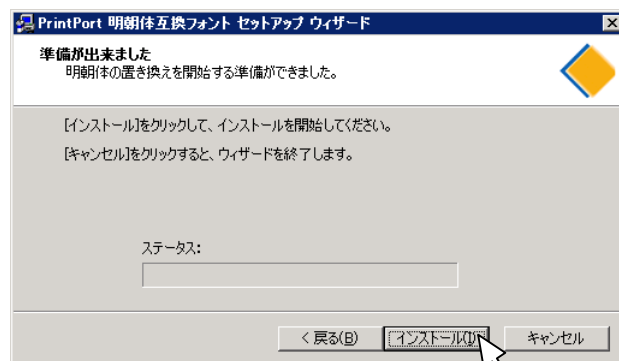 PrintPort 明朝体互換フォント セットアップ ウィザード
準備が出来ました
明朝体の置き換えを開始する準備ができました。
[インストール]をクリックして、インストールを開始してください。
[キャンセル]をクリックすると、ウィザードを終了します。
ステータス:
< 戻る(B)
インストール(I)
キャンセル